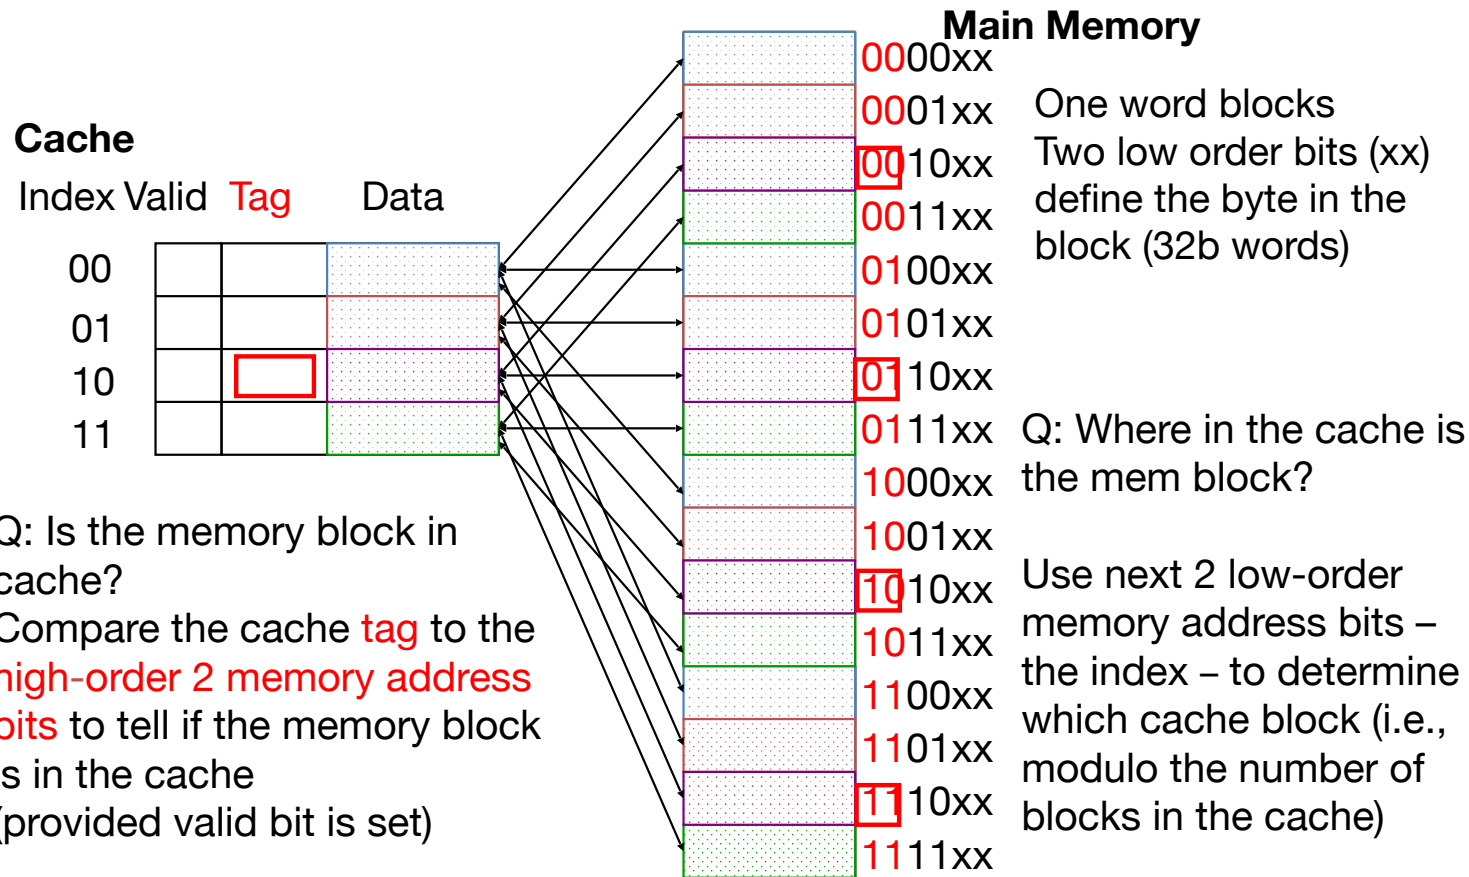 Main Memory
Cache
Index Valid Tag Data
00
01
10
11
0000xx
0001xx
0010xx
0011xx
0100xx
0101xx
0110xx
0111xx
1000xx
1001xx
1010xx
1011xx
1100xx
1101xx
1110xx
1111xx
One word blocks
Two low order bits (xx)
define the byte in the
block (32b words)
Q: Where in the cache is
the mem block?
Use next 2 low-order
memory address bits –
the index – to determine
which cache block (i.e.,
modulo the number of
blocks in the cache)
Q: Is the memory block in
cache?
Compare the cache tag to the
high-order 2 memory address
bits to tell if the memory block
is in the cache
(provided valid bit is set)